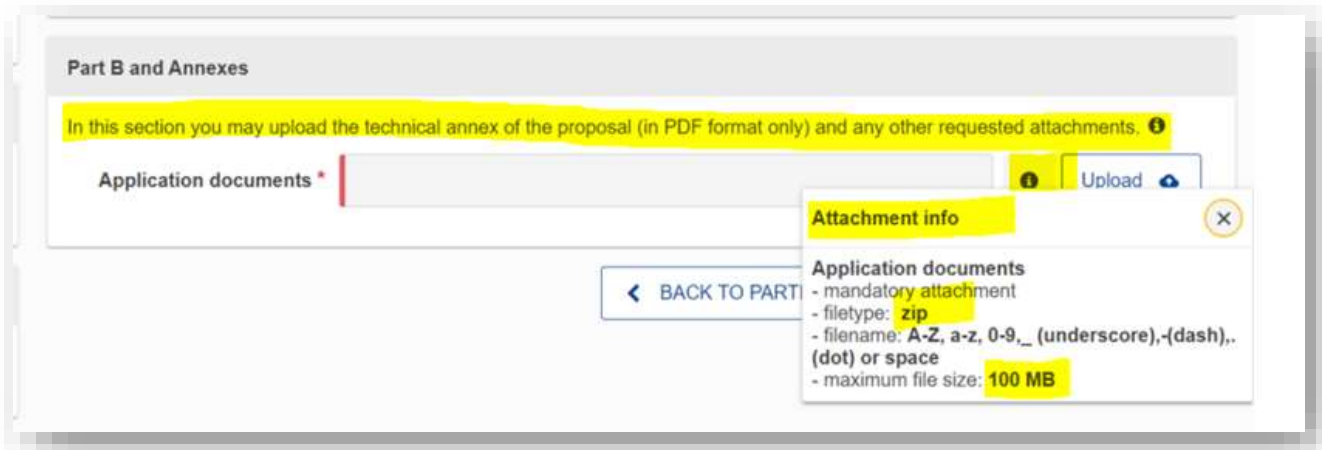 Part B and Annexes
In this section you may upload the technical annex of the proposal (in PDF format only) and any other requested attachments.
Application documents *
Upload
Attachment info
Application documents
- mandatory attachment
- filetype: zip
- filename: A-Z, a-z, 0-9,_ (underscore),-(dash),.
(dot) or space
- maximum file size: 100 MB
BACK TO PARTI